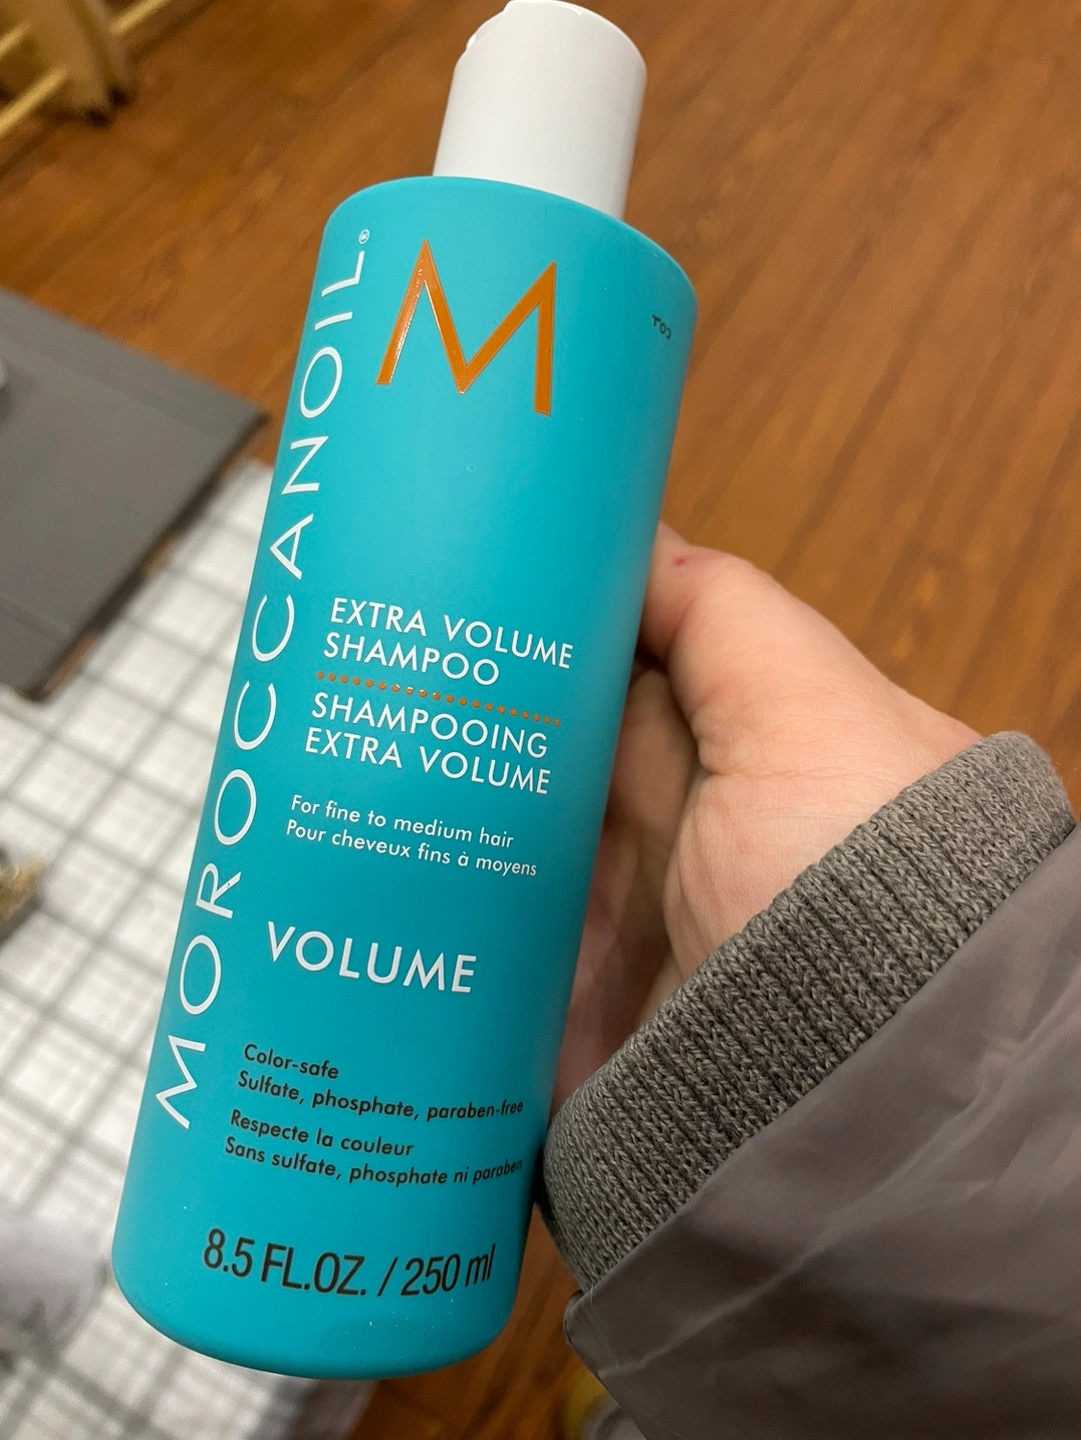 MOROCCANOIL®
M
EXTRA VOLUME
SHAMPOO
SHAMPOOING
EXTRA VOLUME
For fine to medium hair
Pour cheveux fins à moyens
VOLUME
Color-safe
Sulfate, phosphate, paraben-free
Respecte la couleur
Sans sulfate, phosphate ni paraben
8.5 FL.OZ. / 250 ml